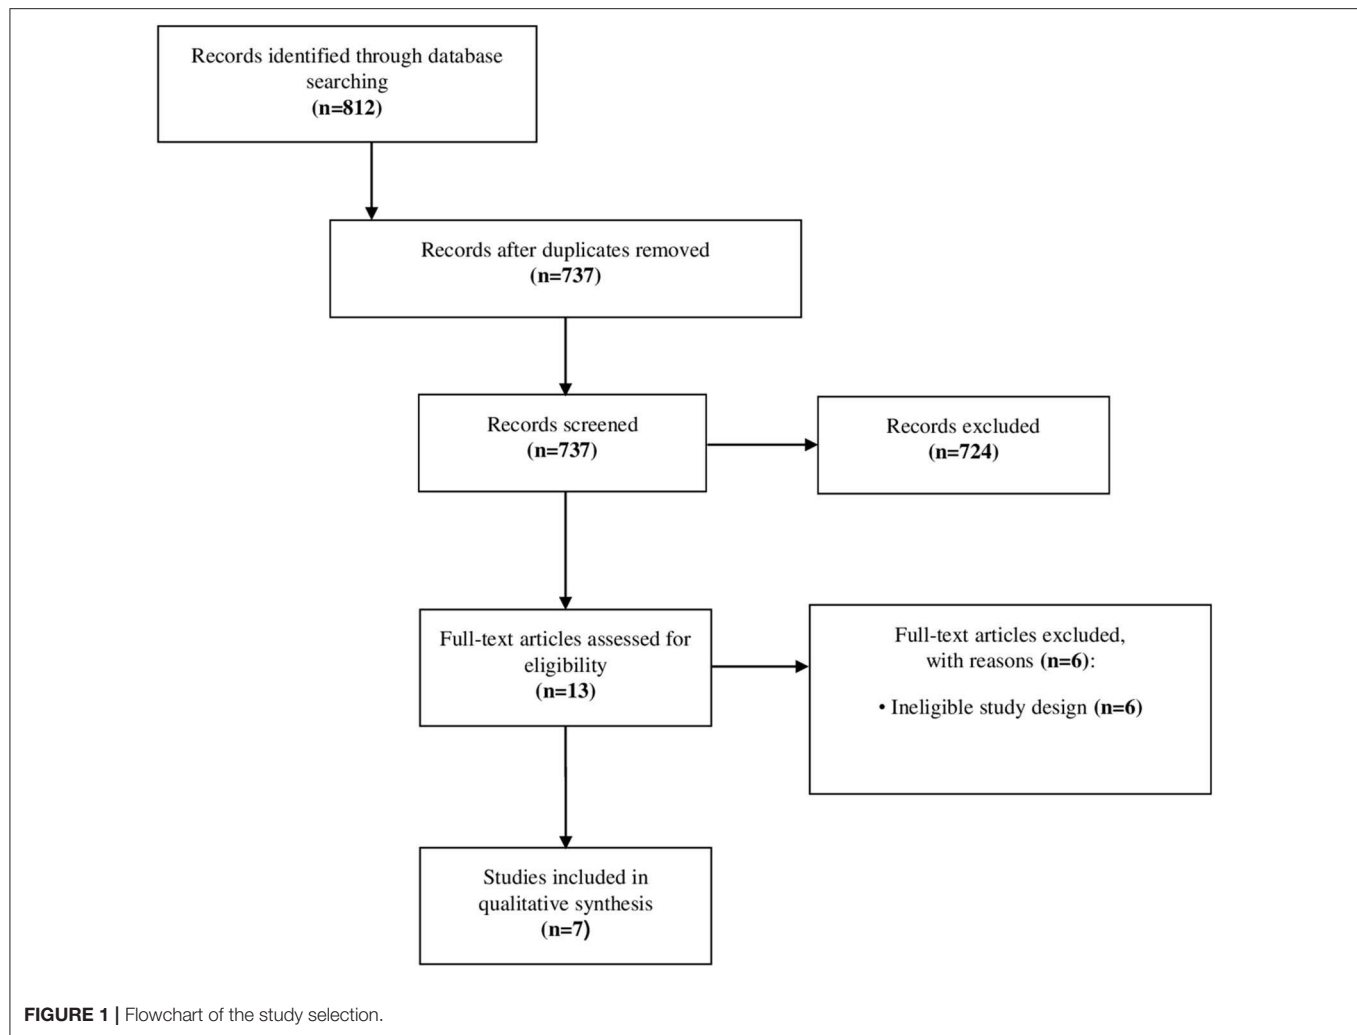 Records identified through database
searching
(n=812)
Records after duplicates removed
(n=737)
Records screened
(n=737)
Records excluded
(n=724)
Full-text articles assessed for
eligibility
(n=13)
Full-text articles excluded,
with reasons (n=6):
• Ineligible study design (n=6)
Studies included in
qualitative synthesis
(n=7)
FIGURE 1 | Flowchart of the study selection.